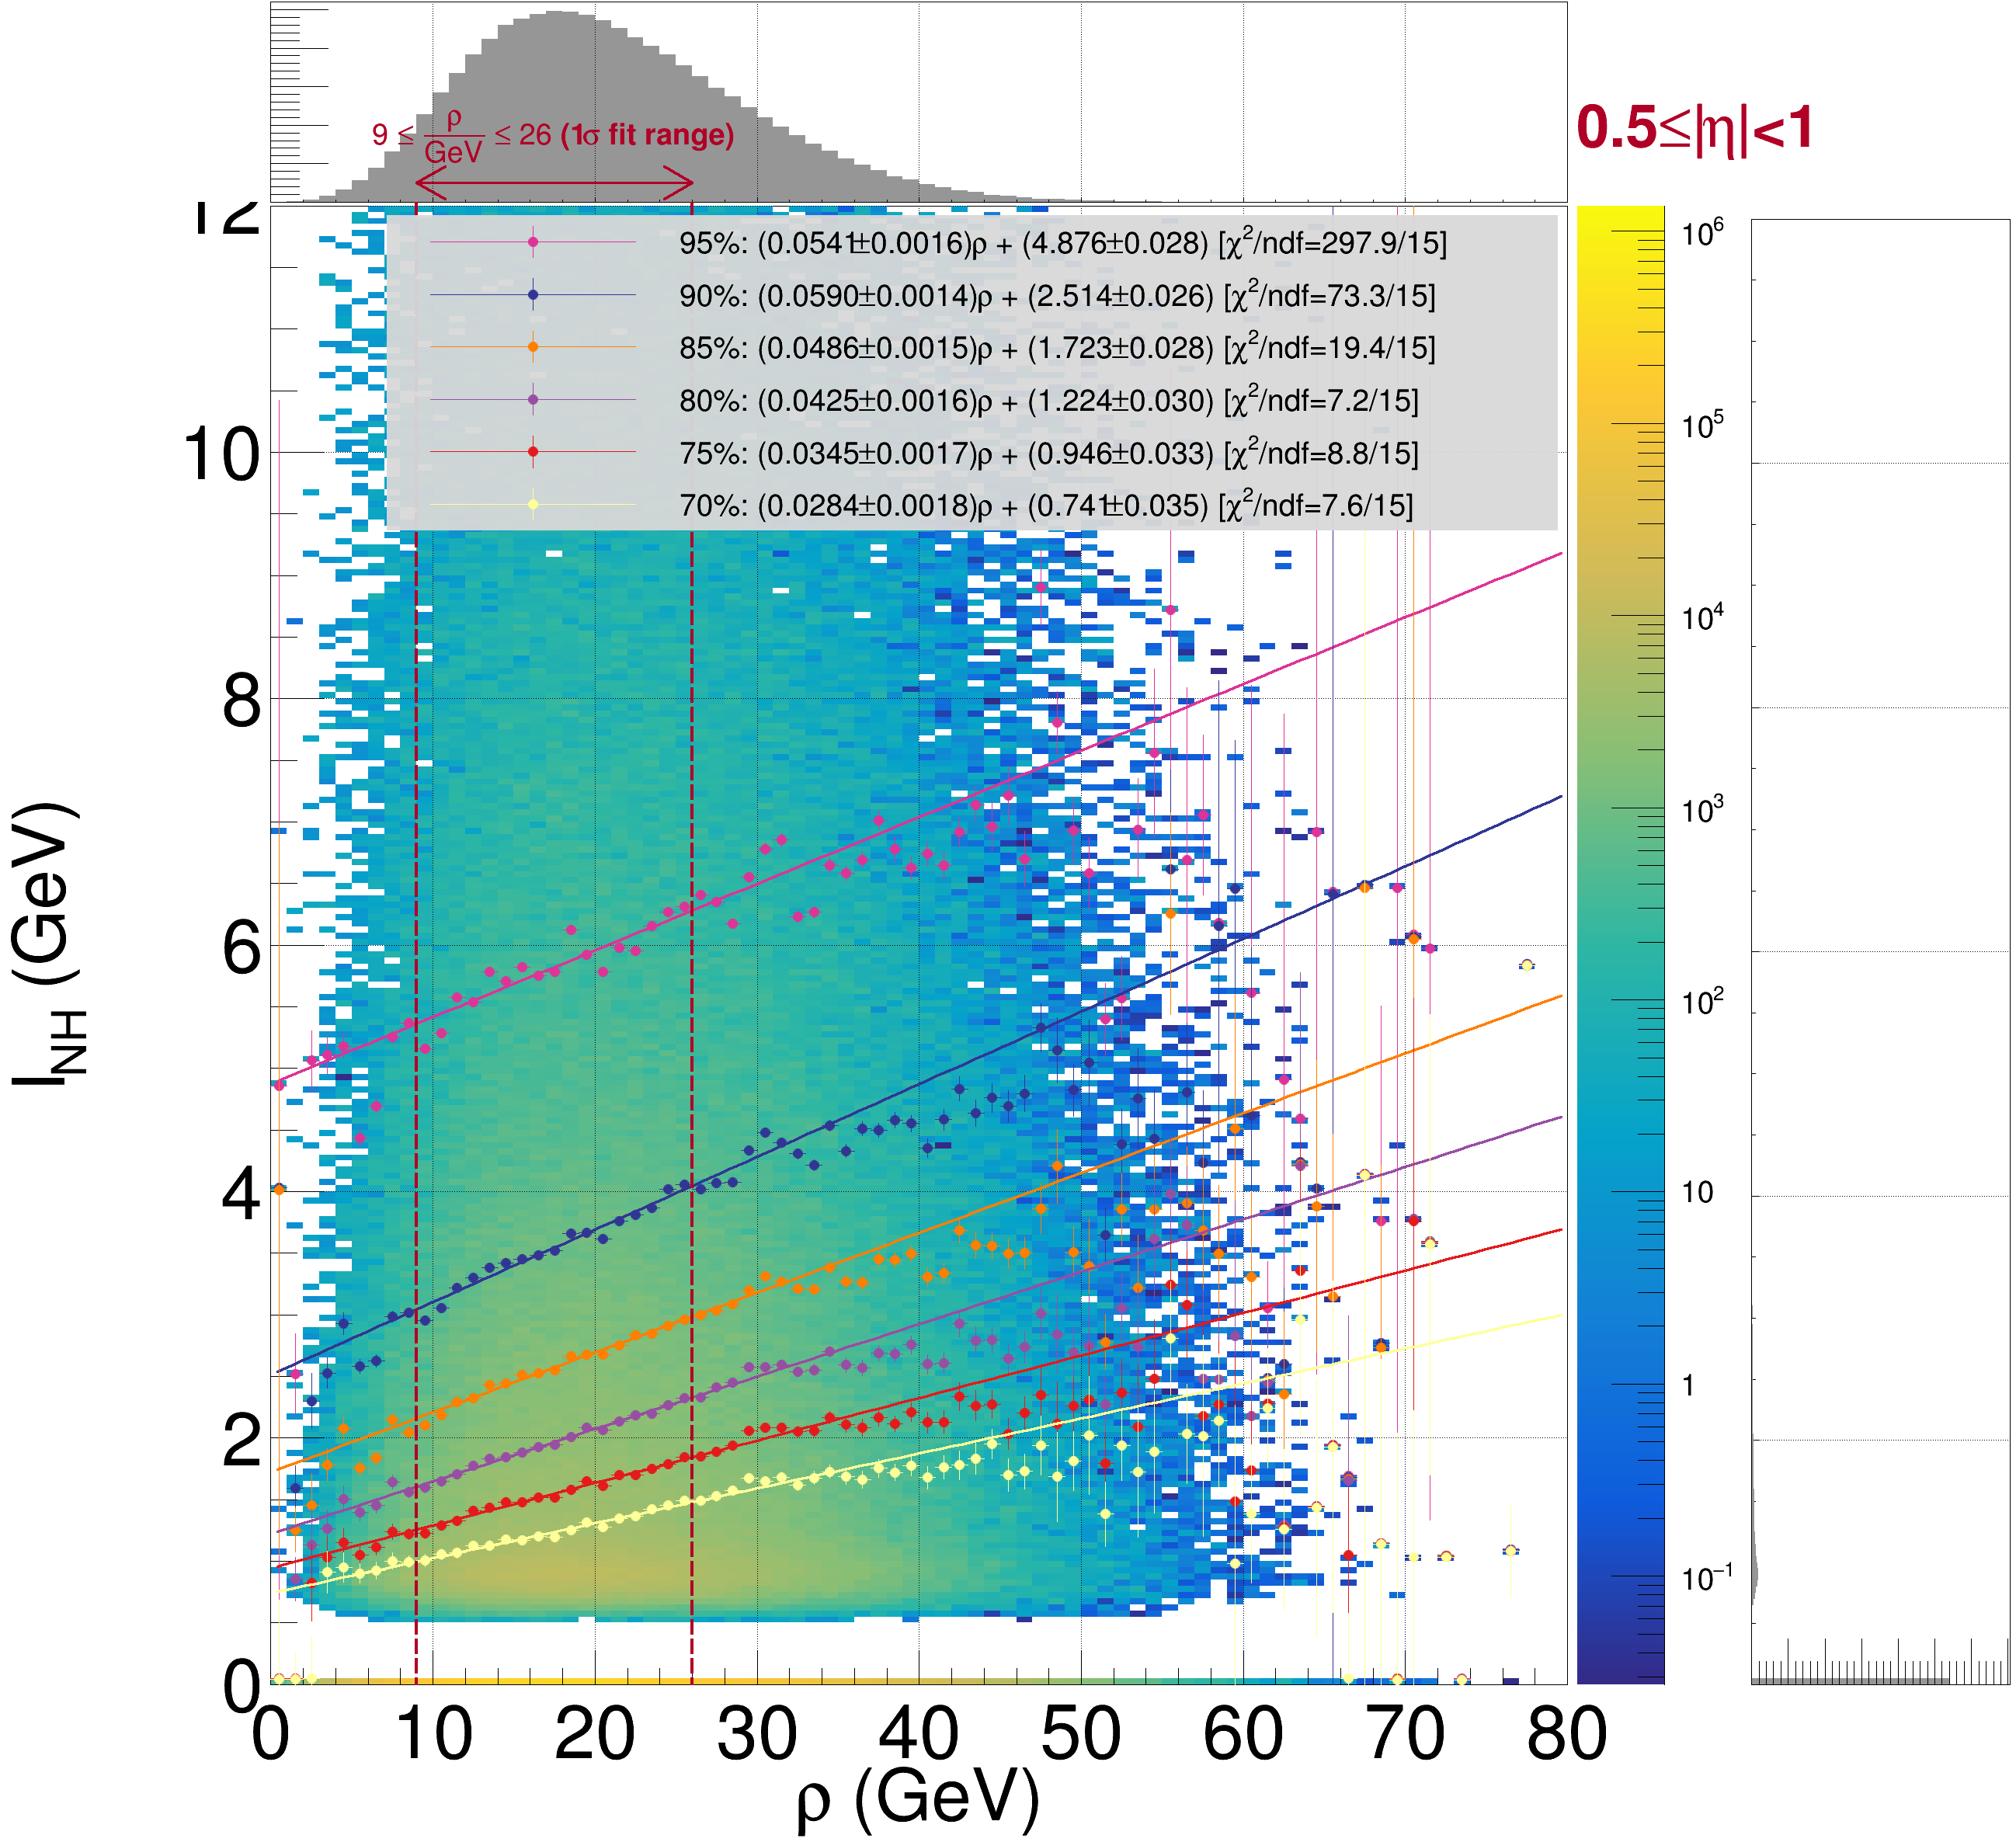 9 ≤ ρ/GeV ≤ 26 (1σ fit range)
0.5≤|η|<1
95%: (0.0541±0.0016)ρ + (4.876±0.028) [χ²/ndf=297.9/15]
90%: (0.0590±0.0014)ρ + (2.514±0.026) [χ²/ndf=73.3/15]
85%: (0.0486±0.0015)ρ + (1.723±0.028) [χ²/ndf=19.4/15]
80%: (0.0425±0.0016)ρ + (1.224±0.030) [χ²/ndf=7.2/15]
75%: (0.0345±0.0017)ρ + (0.946±0.033) [χ²/ndf=8.8/15]
70%: (0.0284±0.0018)ρ + (0.741±0.035) [χ²/ndf=7.6/15]
12
10
8
6
4
2
0
I_NH (GeV)
0 10 20 30 40 50 60 70 80
ρ (GeV)
10⁶
10⁵
10⁴
10³
10²
10
1
10⁻¹